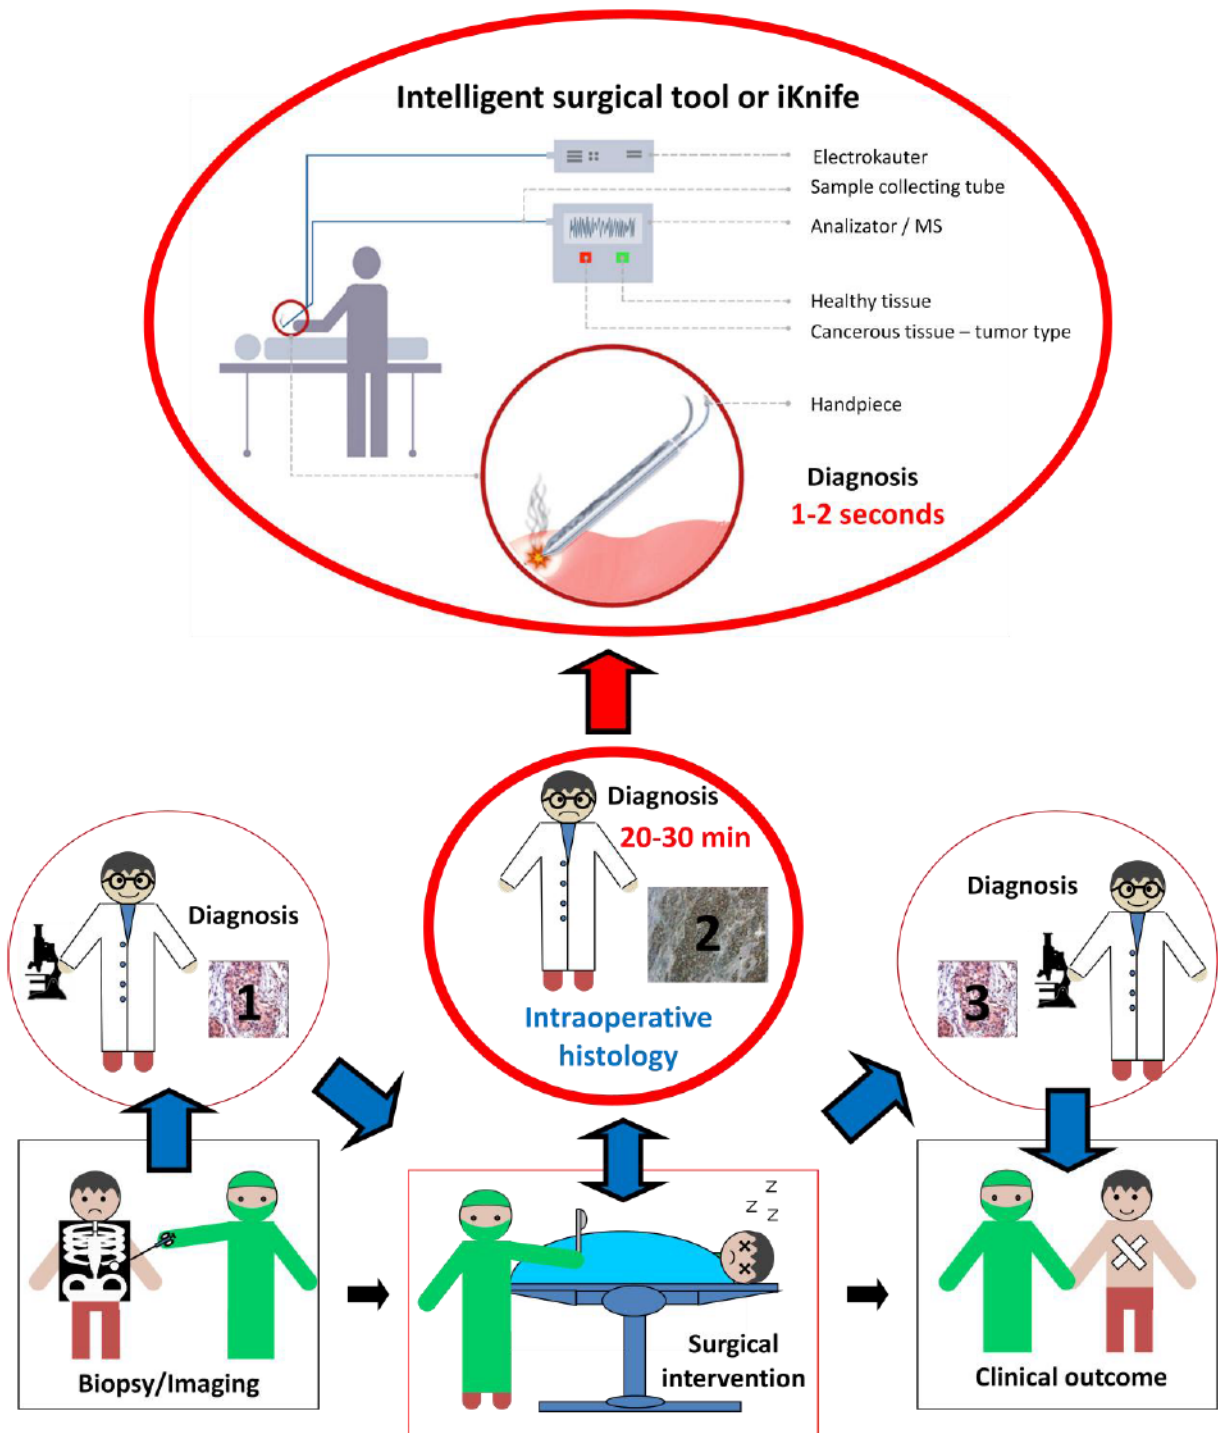 Intelligent surgical tool or iKnife
Electrokauter
Sample collecting tube
Analizator / MS
Healthy tissue
Cancerous tissue – tumor type
Handpiece
Diagnosis
1-2 seconds
Diagnosis
20-30 min
2
Intraoperative
histology
Diagnosis
1
Diagnosis
3
Biopsy/Imaging
z
z
z
Surgical
intervention
Clinical outcome